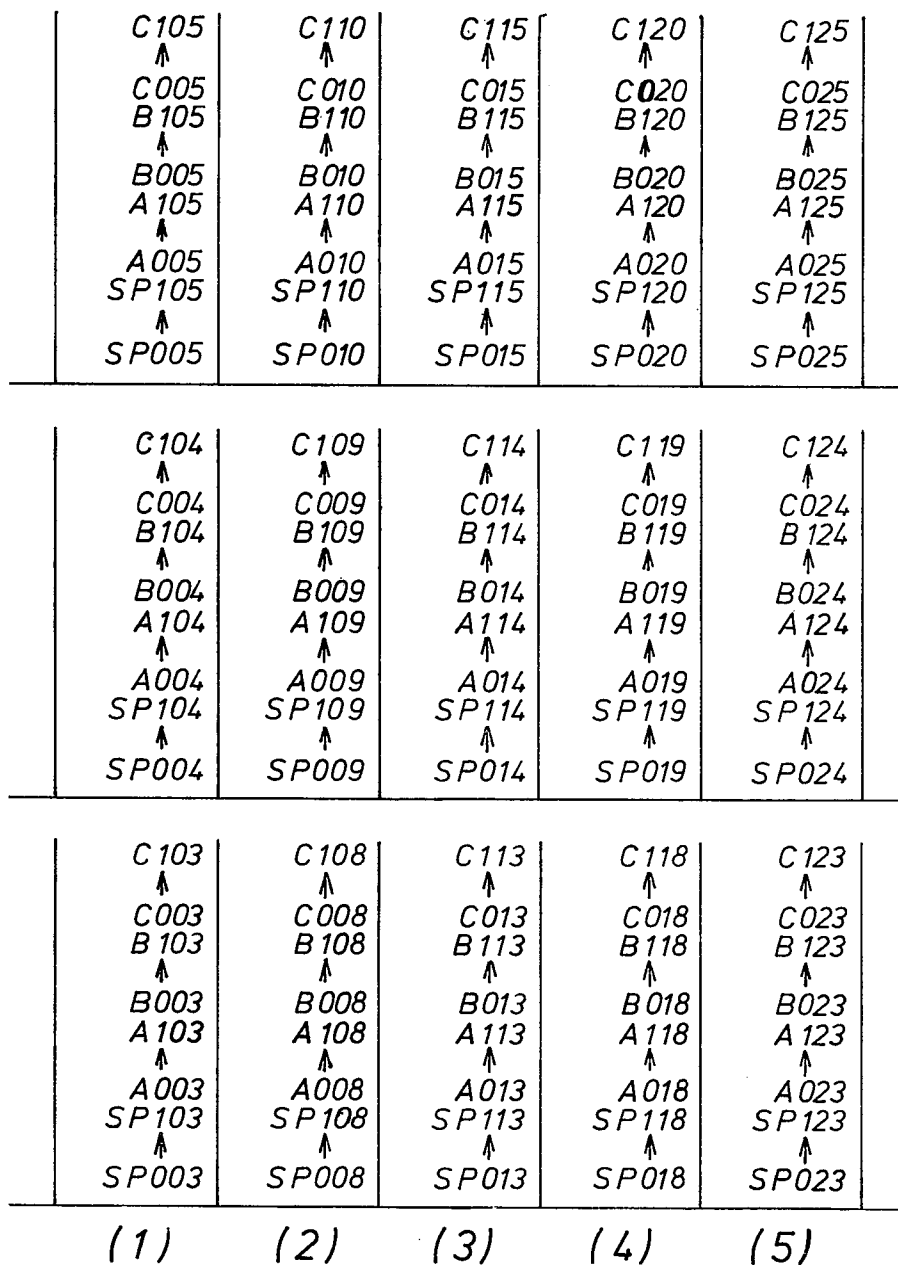 C105 C110 C115 C120 C125
C005 C010 C015 C020 C025
B105 B110 B115 B120 B125
B005 B010 B015 B020 B025
A105 A110 A115 A120 A125
A005 A010 A015 A020 A025
SP105 SP110 SP115 SP120 SP125
SP005 SP010 SP015 SP020 SP025
C104 C109 C114 C119 C124
C004 C009 C014 C019 C024
B104 B109 B114 B119 B124
B004 B009 B014 B019 B024
A104 A109 A114 A119 A124
A004 A009 A014 A019 A024
SP104 SP109 SP114 SP119 SP124
SP004 SP009 SP014 SP019 SP024
C103 C108 C113 C118 C123
C003 C008 C013 C018 C023
B103 B108 B113 B118 B123
B003 B008 B013 B018 B023
A103 A108 A113 A118 A123
A003 A008 A013 A018 A023
SP103 SP108 SP113 SP118 SP123
SP003 SP008 SP013 SP018 SP023
(1) (2) (3) (4) (5)